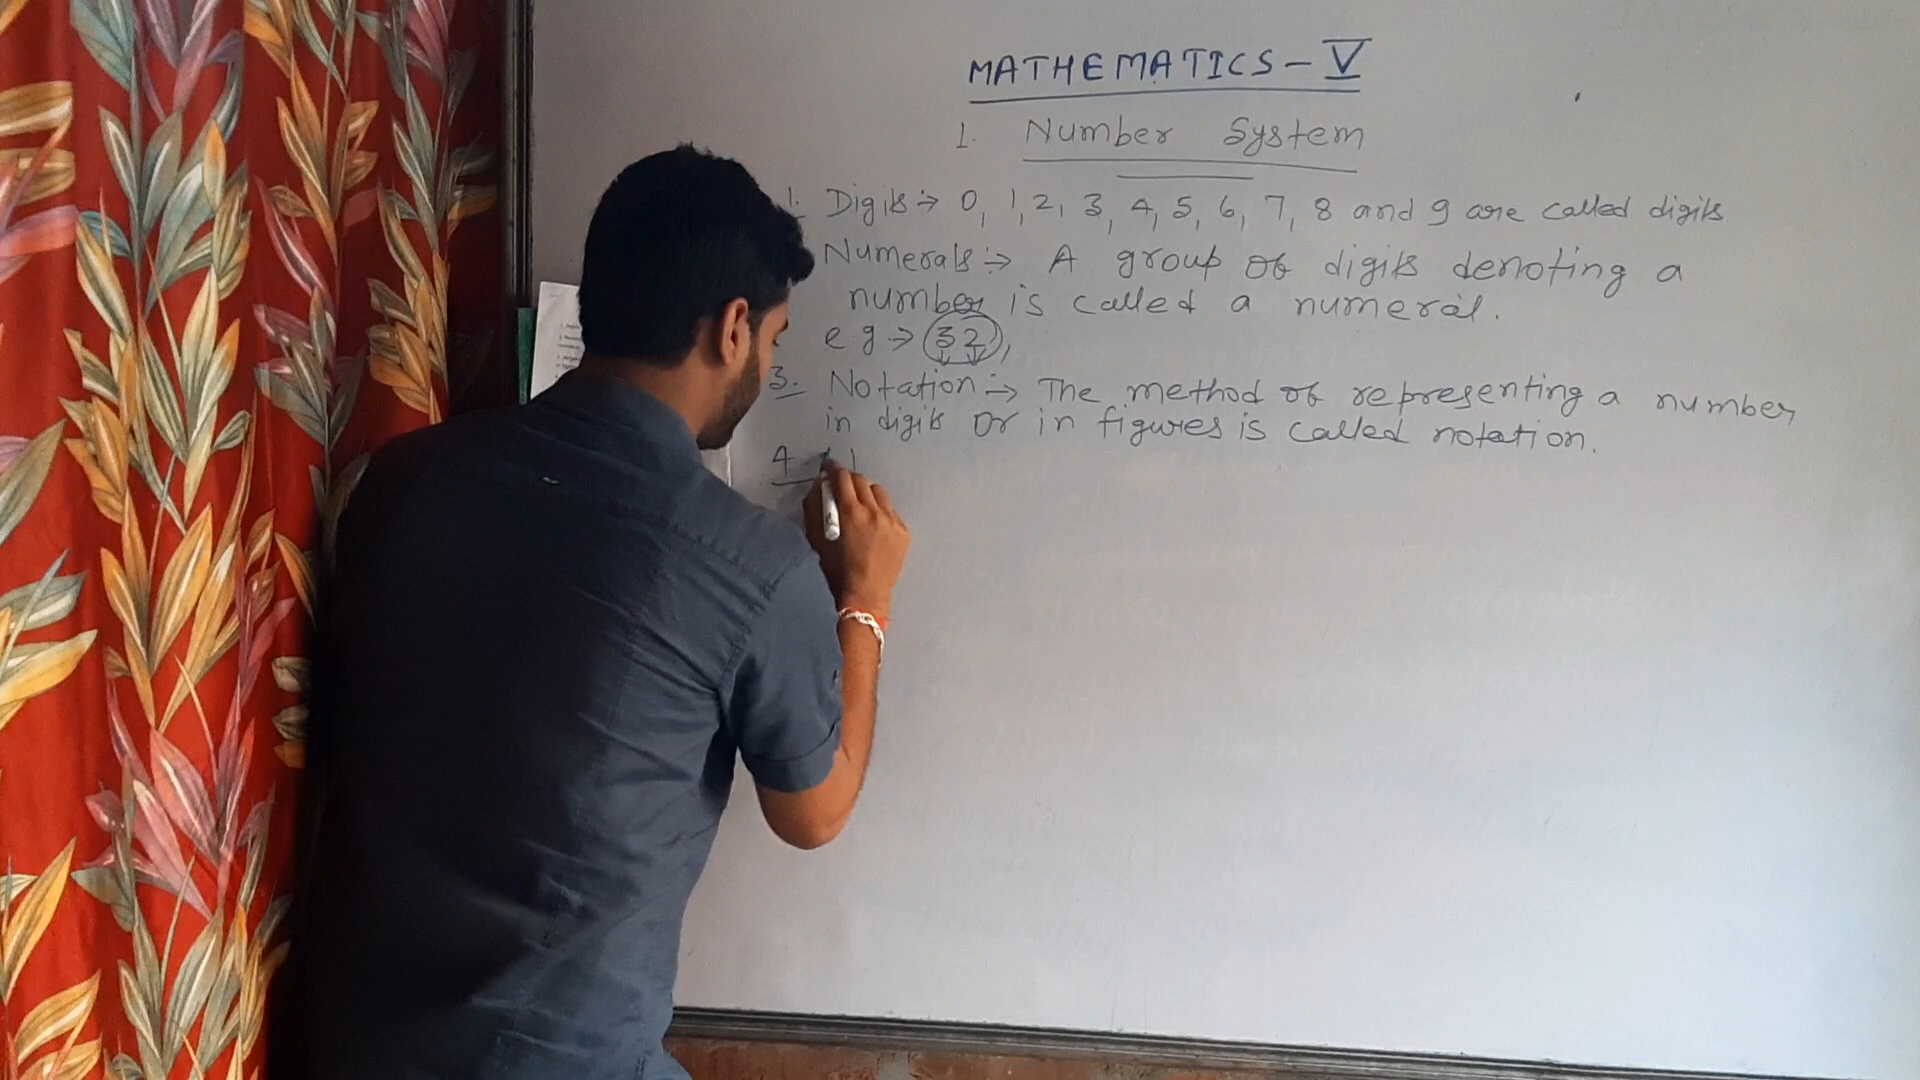 MATHEMATICS - V
1. Number System
1. Digits :→ 0, 1, 2, 3, 4, 5, 6, 7, 8 and 9 are called digits
Numerals :→ A group of digits denoting a
number is called a numeral.
e.g → 32,
3. Notation :→ The method of representing a number
in digits or in figures is called notation.
4.